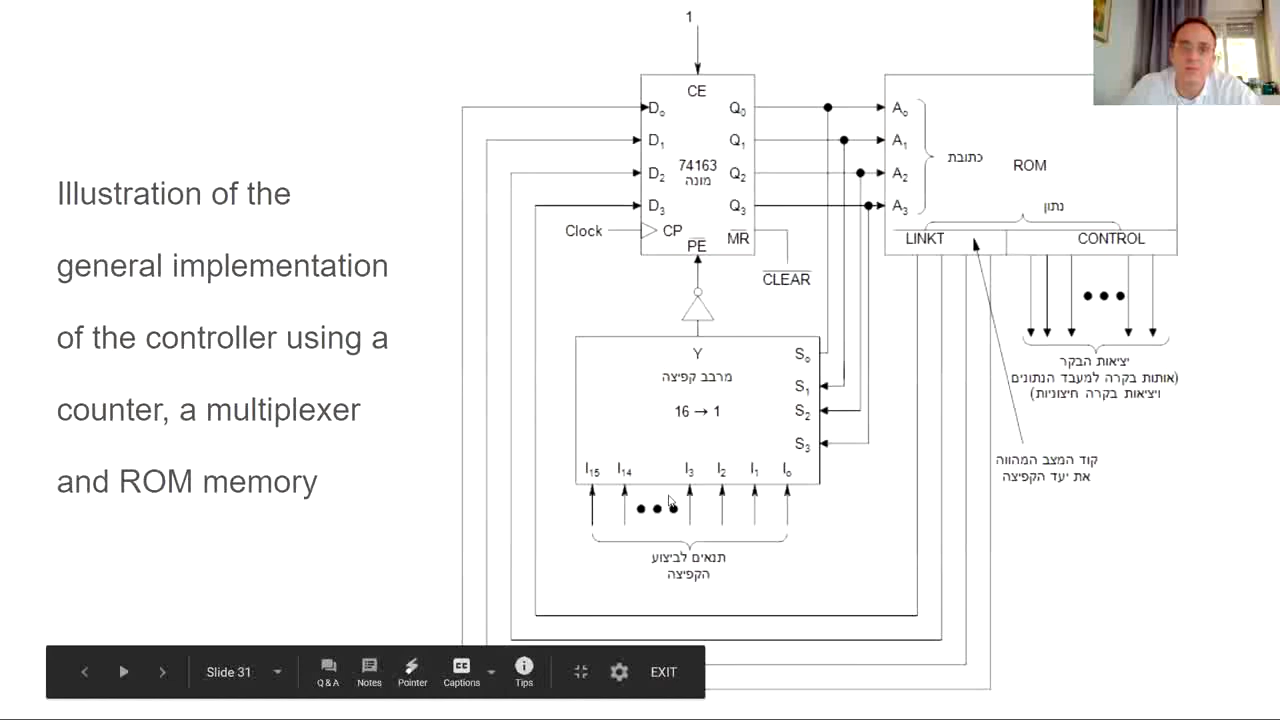 Illustration of the
general implementation
of the controller using a
counter, a multiplexer
and ROM memory
1
CE
D₀
D₁
D₂
D₃
Q₀
Q₁
Q₂
Q₃
74163
מונה
Clock
CP
PE
MR
CLEAR
A₀
A₁
A₂
A₃
כתובת
ROM
נתון
LINKT
CONTROL
יציאות הבקר
(אותות בקרה למעבד הנתונים
ויציאות בקרה חיצוניות)
קוד המצב המהווה
את יעד הקפיצה
Y
מרבב קפיצה
16 → 1
S₀
S₁
S₂
S₃
I₁₅ I₁₄ I₃ I₂ I₁ I₀
תנאים לביצוע
הקפיצה
Slide 31
Q & A
Notes
Pointer
CC
Captions
Tips
EXIT